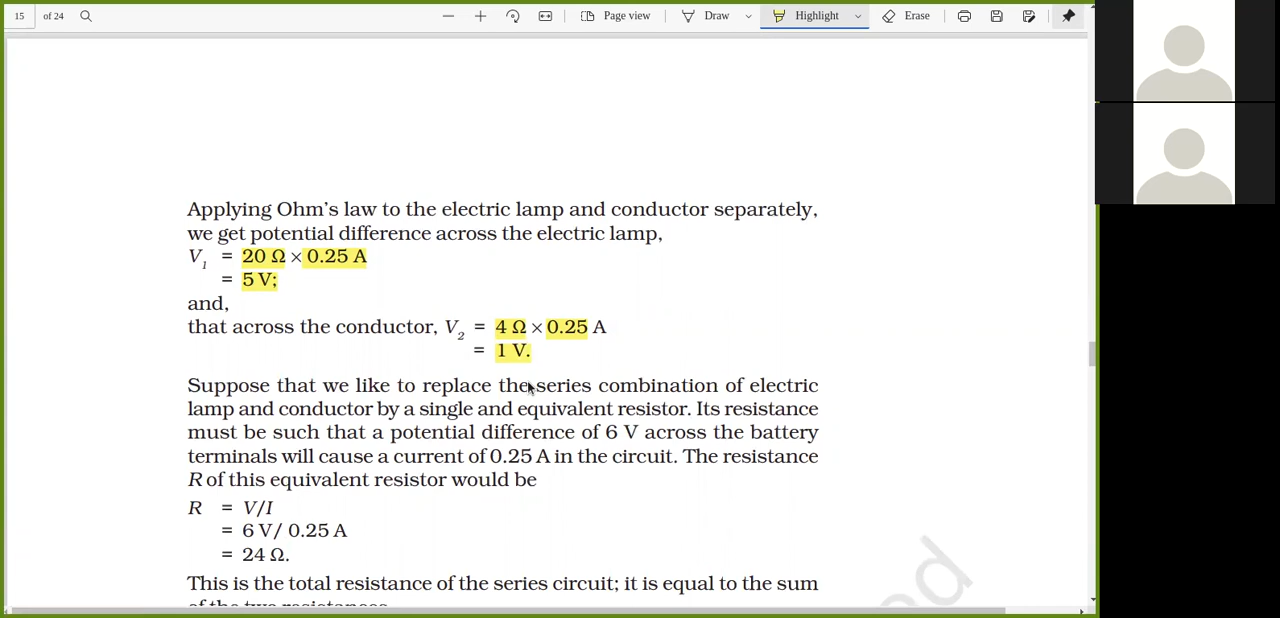 15 of 24 Page view Draw Highlight Erase
Applying Ohm's law to the electric lamp and conductor separately,
we get potential difference across the electric lamp,
V1 = 20 Ω × 0.25 A
= 5 V;
and,
that across the conductor, V2 = 4 Ω × 0.25 A
= 1 V.
Suppose that we like to replace the series combination of electric
lamp and conductor by a single and equivalent resistor. Its resistance
must be such that a potential difference of 6 V across the battery
terminals will cause a current of 0.25 A in the circuit. The resistance
R of this equivalent resistor would be
R = V/I
= 6 V/ 0.25 A
= 24 Ω.
This is the total resistance of the series circuit; it is equal to the sum
of the two resistances.